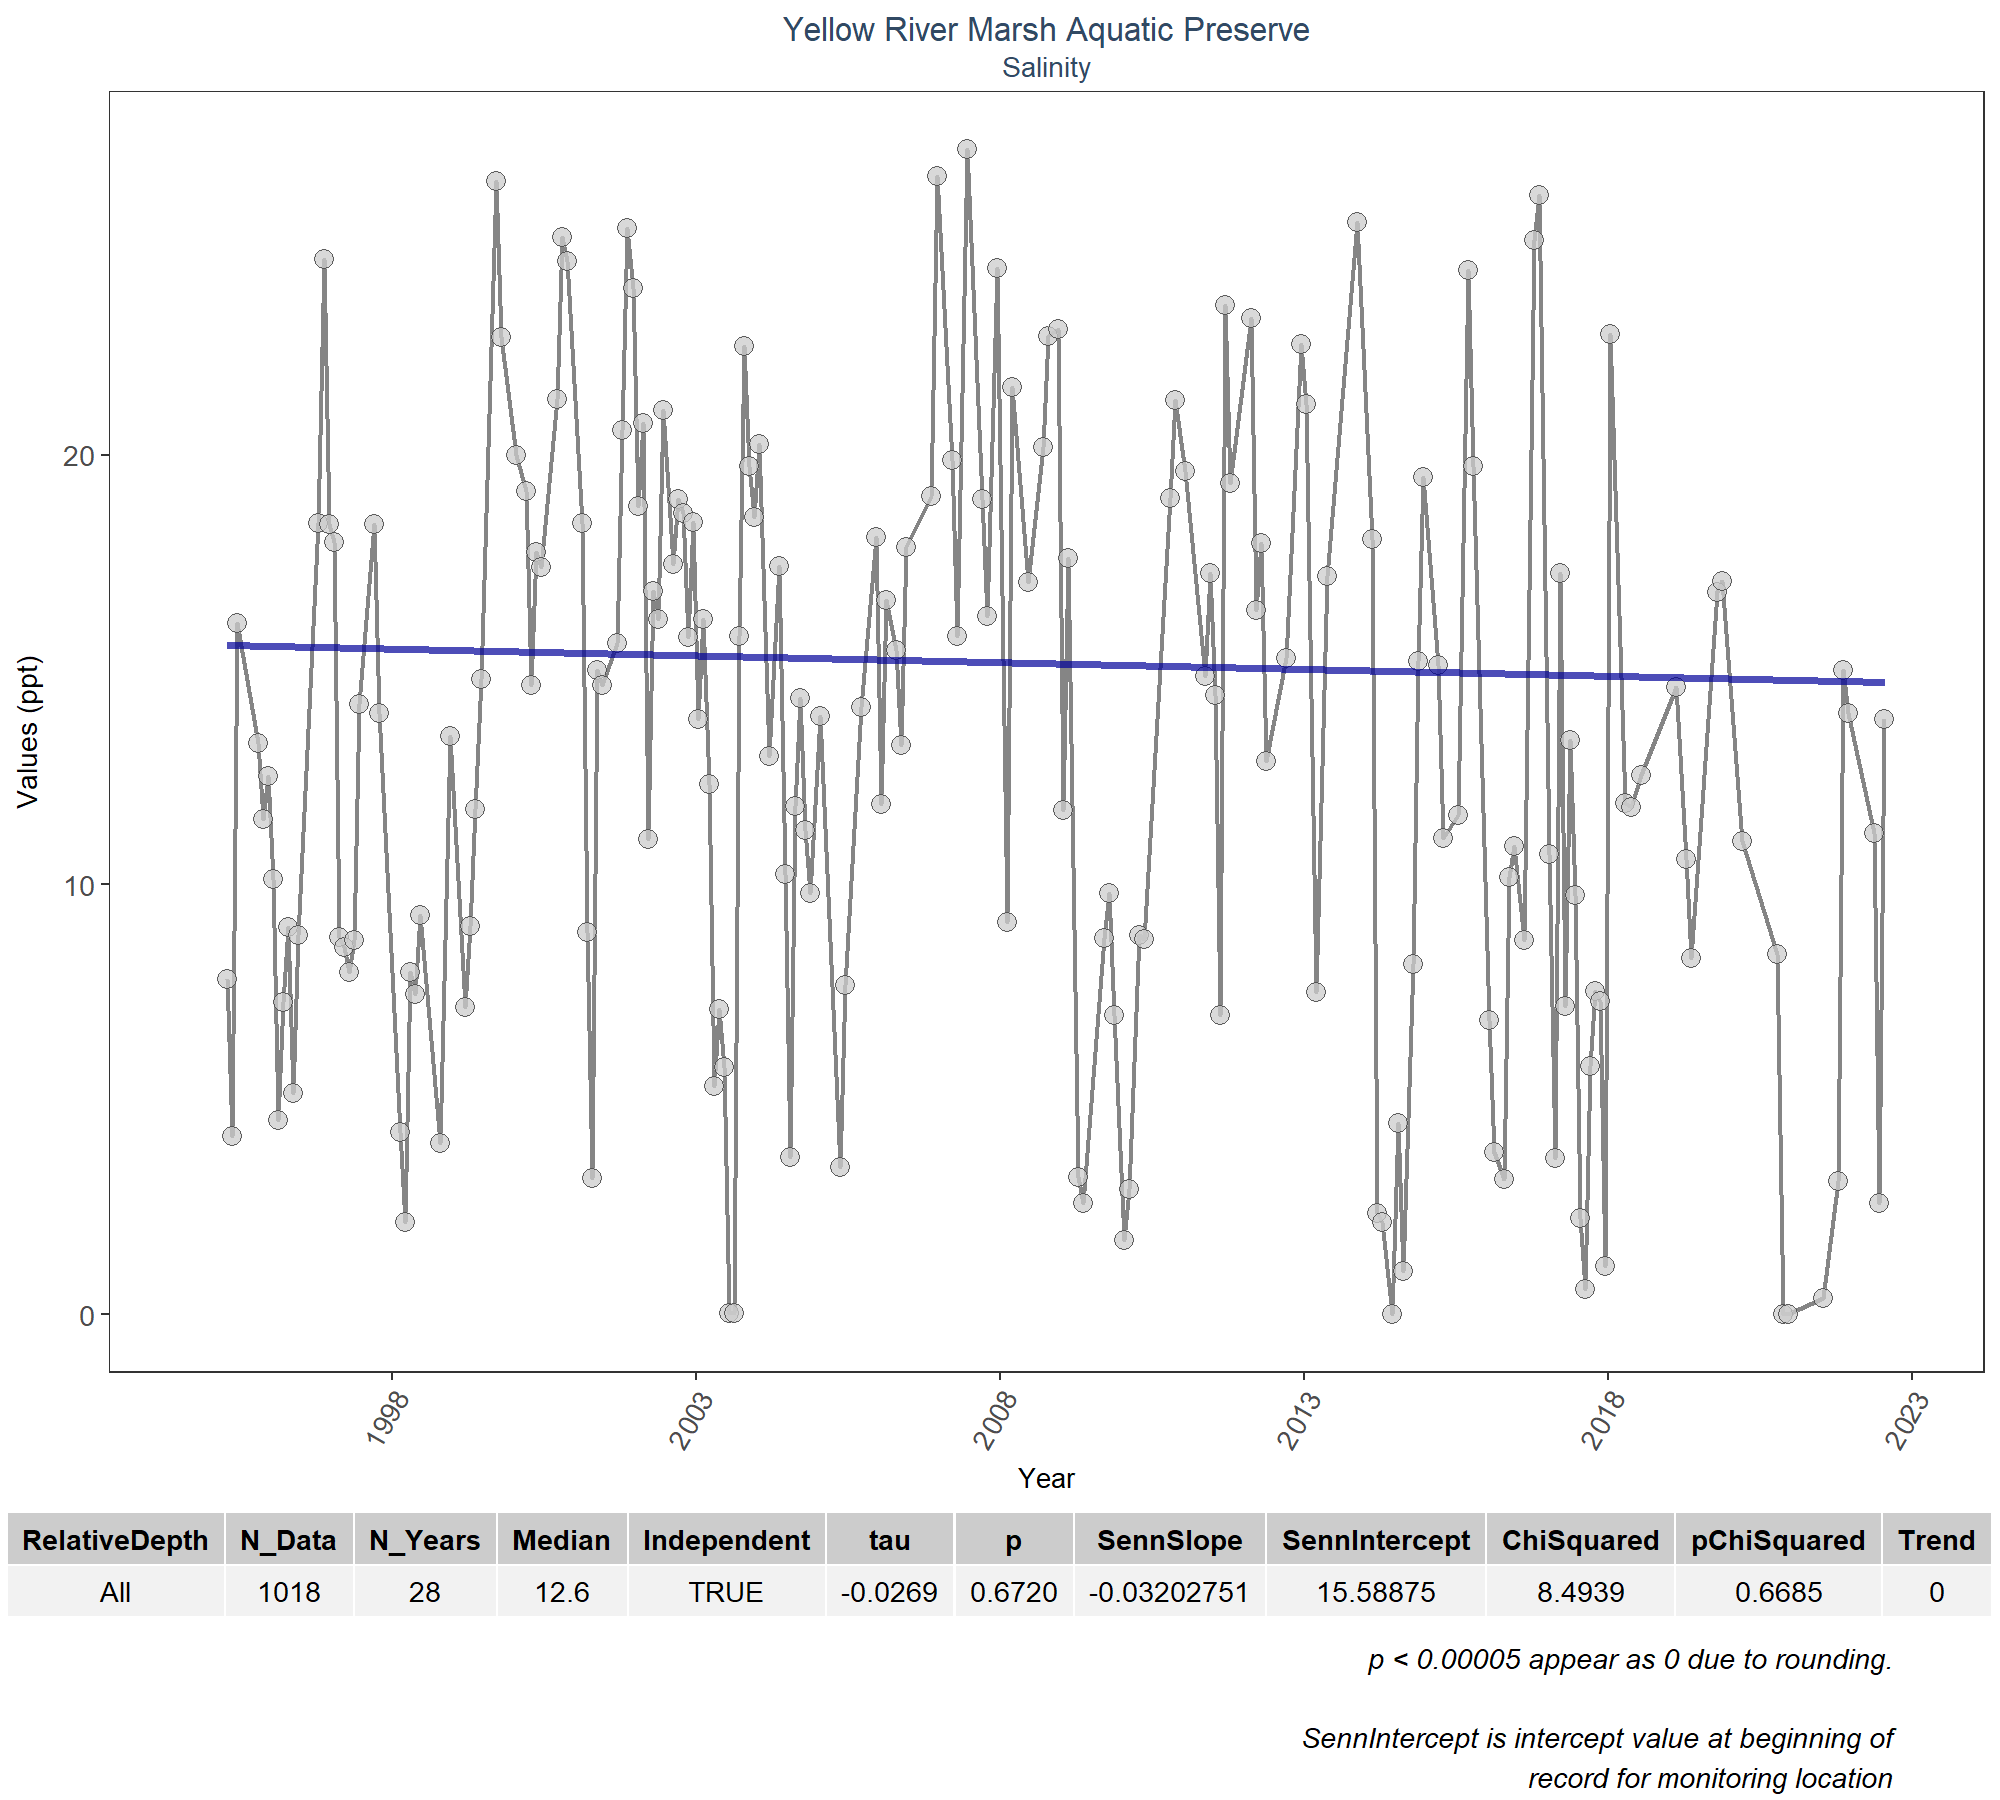 Yellow River Marsh Aquatic Preserve
Salinity
Values (ppt)
20
10
0
1998 2003 2008 2013 2018 2023
Year
RelativeDepth N_Data N_Years Median Independent tau p SennSlope SennIntercept ChiSquared pChiSquared Trend
All 1018 28 12.6 TRUE -0.0269 0.6720 -0.03202751 15.58875 8.4939 0.6685 0
p < 0.00005 appear as 0 due to rounding.
SennIntercept is intercept value at beginning of
record for monitoring location